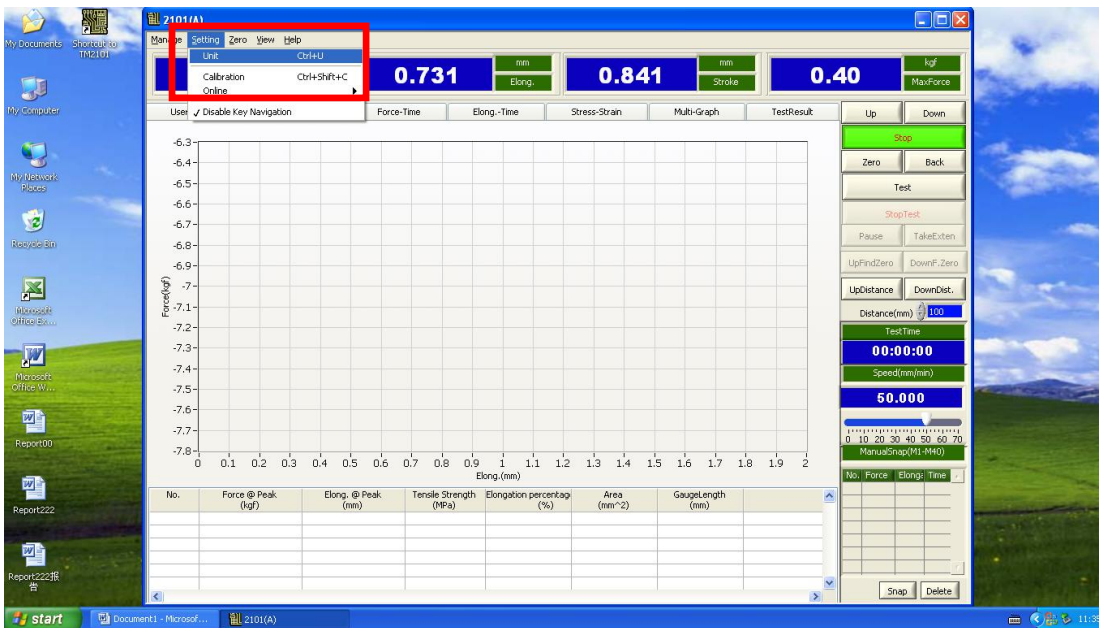 My Documents
Shortcut to
TM2101
My Computer
My Network
Places
Recycle Bin
Microsoft
Office Ex...
Microsoft
Office W...
Report00
Report222
Report222报
告
2101(A)
Manage Setting Zero View Help
Unit Ctrl+U
Calibration Ctrl+Shift+C
Online
✓ Disable Key Navigation
0.731 mm
Elong.
0.841 mm
Stroke
0.40 kgf
MaxForce
User Force-Time Elong.-Time Stress-Strain Multi-Graph TestResult
-6.3
-6.4
-6.5
-6.6
-6.7
-6.8
-6.9
-7
-7.1
-7.2
-7.3
-7.4
-7.5
-7.6
-7.7
-7.8
Force(kgf)
0 0.1 0.2 0.3 0.4 0.5 0.6 0.7 0.8 0.9 1 1.1 1.2 1.3 1.4 1.5 1.6 1.7 1.8 1.9 2
Elong.(mm)
No. Force @ Peak Elong. @ Peak Tensile Strength Elongation percentag Area GaugeLength
(kgf) (mm) (MPa) (%) (mm^2) (mm)
Up Down
Stop
Zero Back
Test
StopTest
Pause TakeExten
UpFindZero DownF.Zero
UpDistance DownDist.
Distance(mm) 100
TestTime
00:00:00
Speed(mm/min)
50.000
0 10 20 30 40 50 60 70
ManualSnap(M1-M40)
No. Force Elonga Time
Snap Delete
start Document1 - Microsof... 2101(A) 11:35